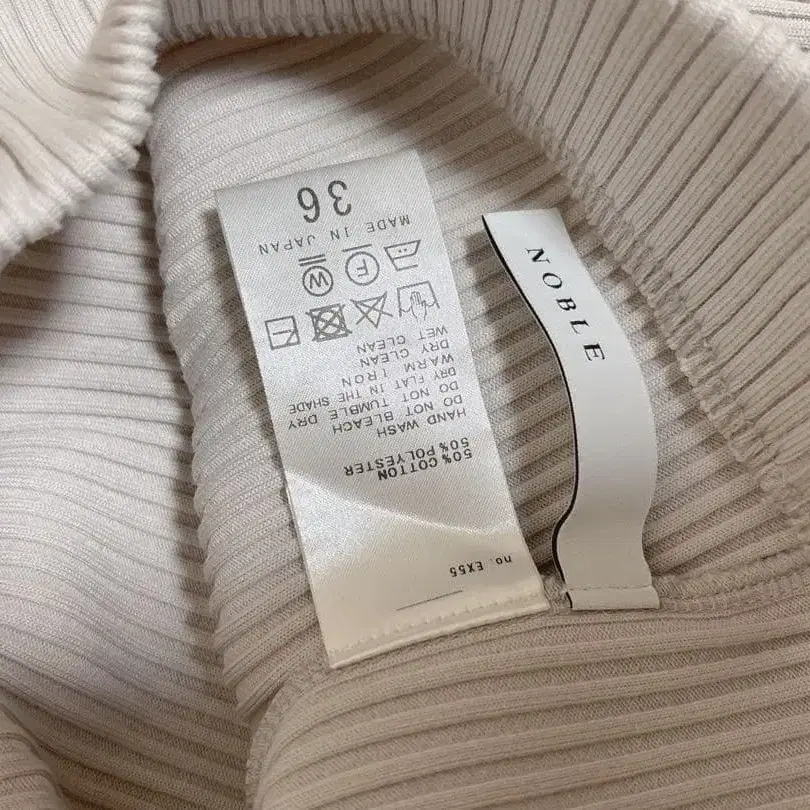 no. EX55
50% COTTON
50% POLYESTER
HAND WASH
DO NOT BLEACH
DO NOT TUMBLE DRY
DRY FLAT IN THE SHADE
WARM IRON
DRY CLEAN
WET CLEAN
F W
MADE IN JAPAN
36
NOBLE